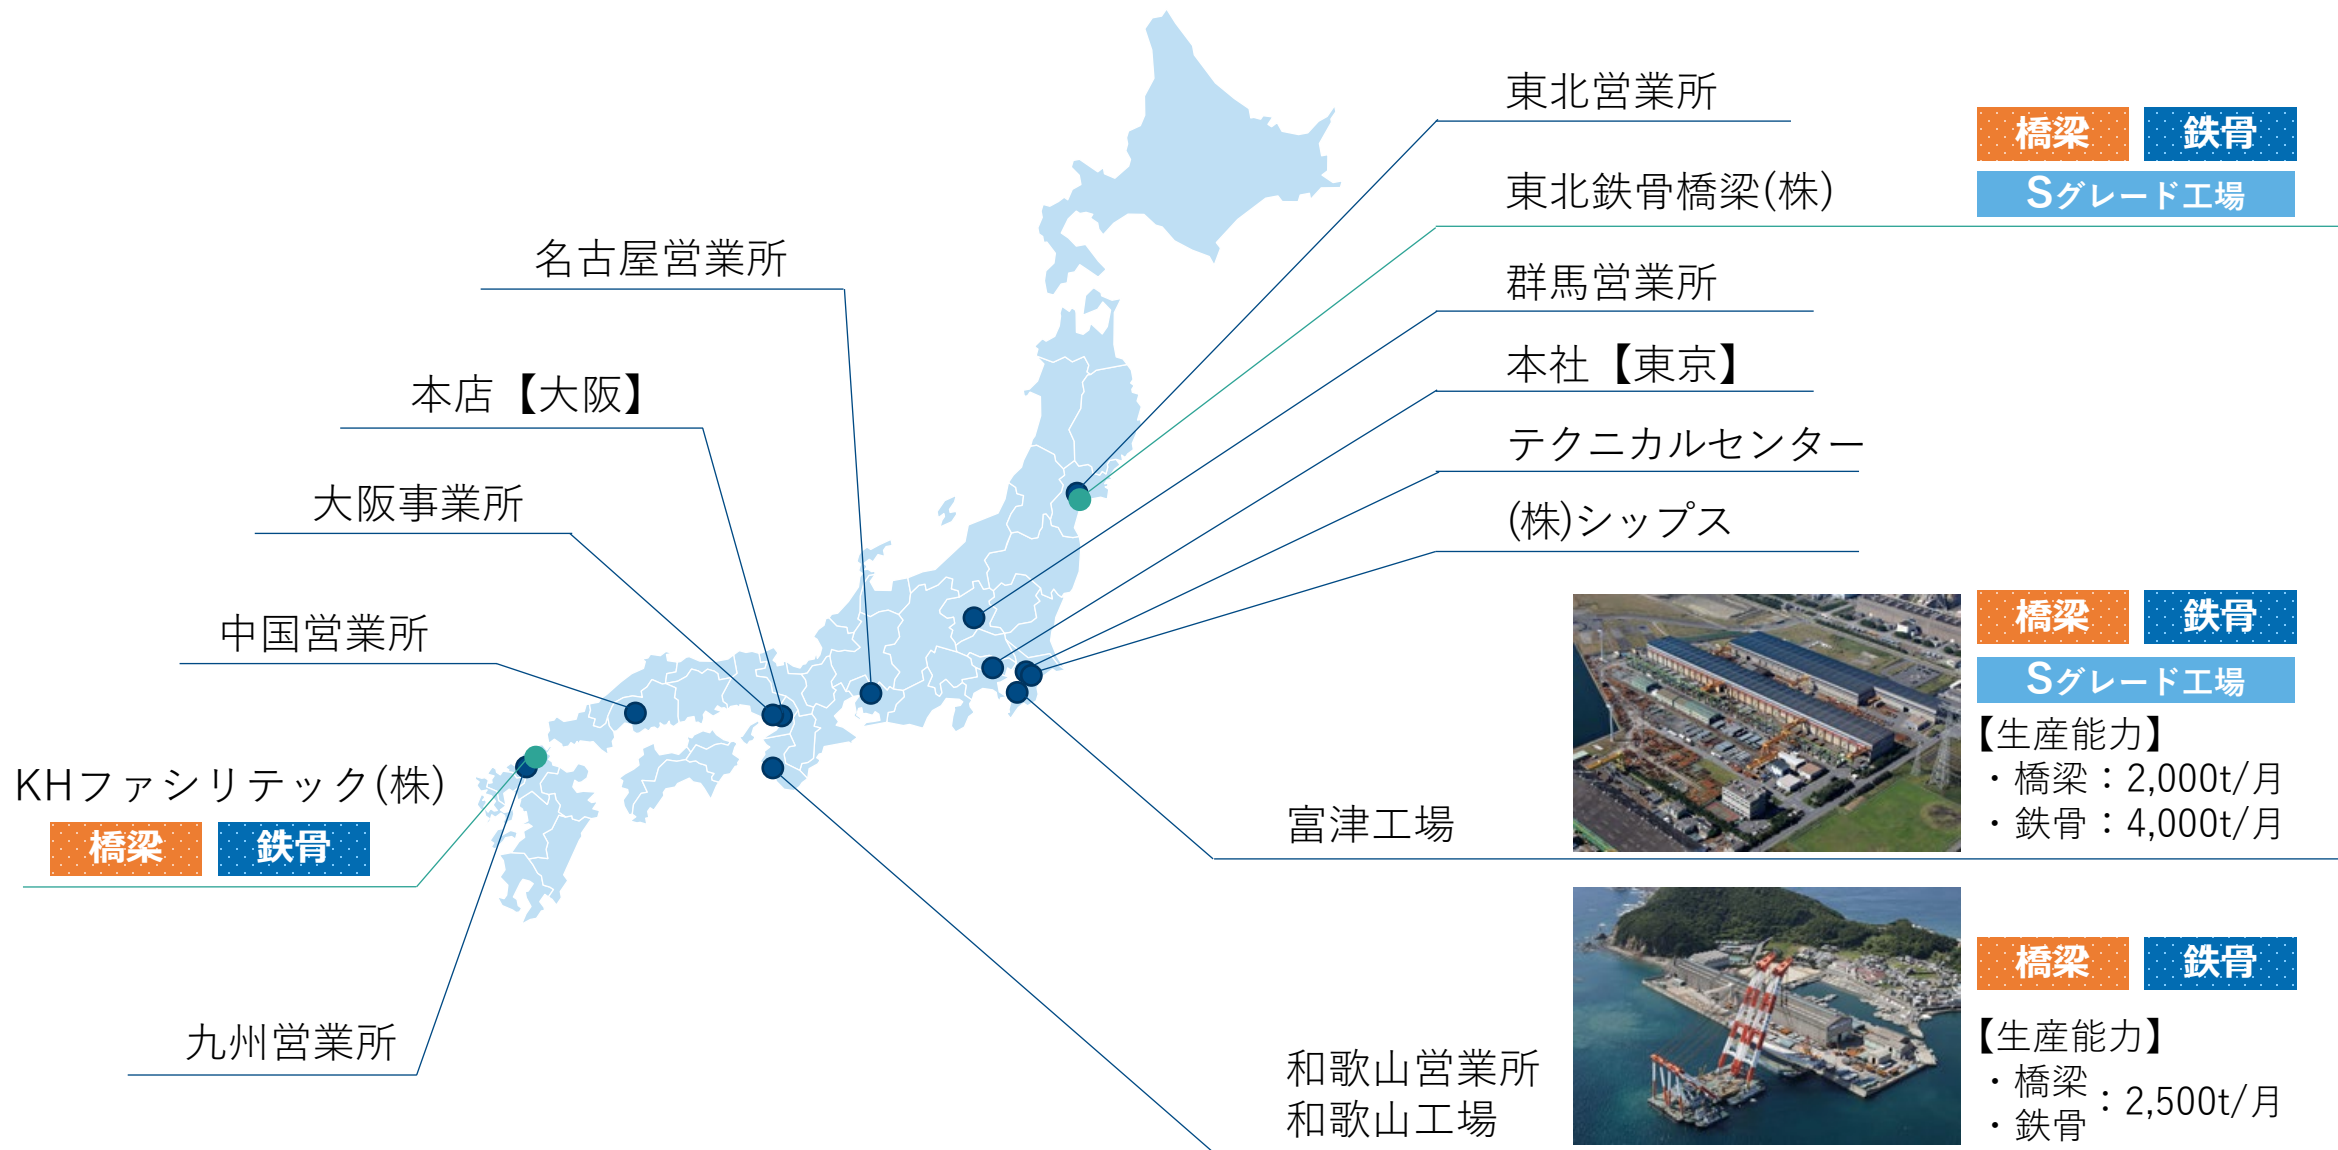 東北営業所
橋梁 鉄骨
東北鉄骨橋梁(株)
Sグレード工場
名古屋営業所
群馬営業所
本社【東京】
本店【大阪】
テクニカルセンター
大阪事業所
(株)シップス
中国営業所
橋梁 鉄骨
Sグレード工場
【生産能力】
・橋梁：2,000t/月
・鉄骨：4,000t/月
富津工場
KHファシリテック(株)
橋梁 鉄骨
九州営業所
橋梁 鉄骨
【生産能力】
・橋梁
・鉄骨
：2,500t/月
和歌山営業所
和歌山工場